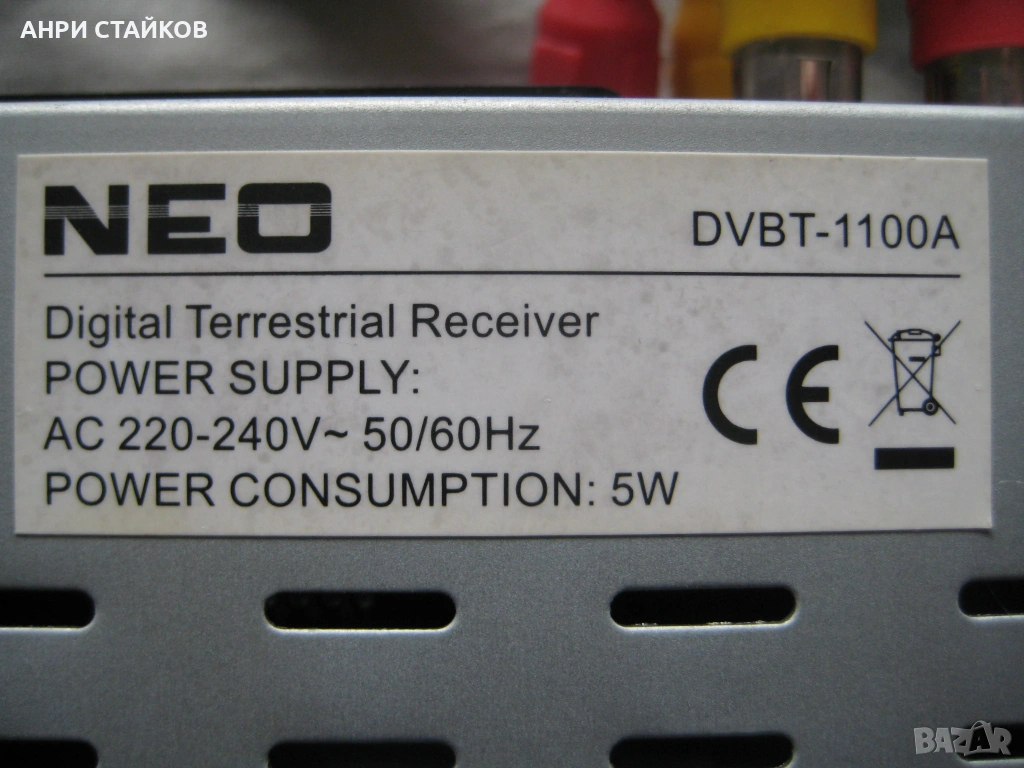 АНРИ СТАЙКОВ
NEO
DVBT-1100A
Digital Terrestrial Receiver
POWER SUPPLY:
AC 220-240V~ 50/60Hz
POWER CONSUMPTION: 5W
CE
BAZAR